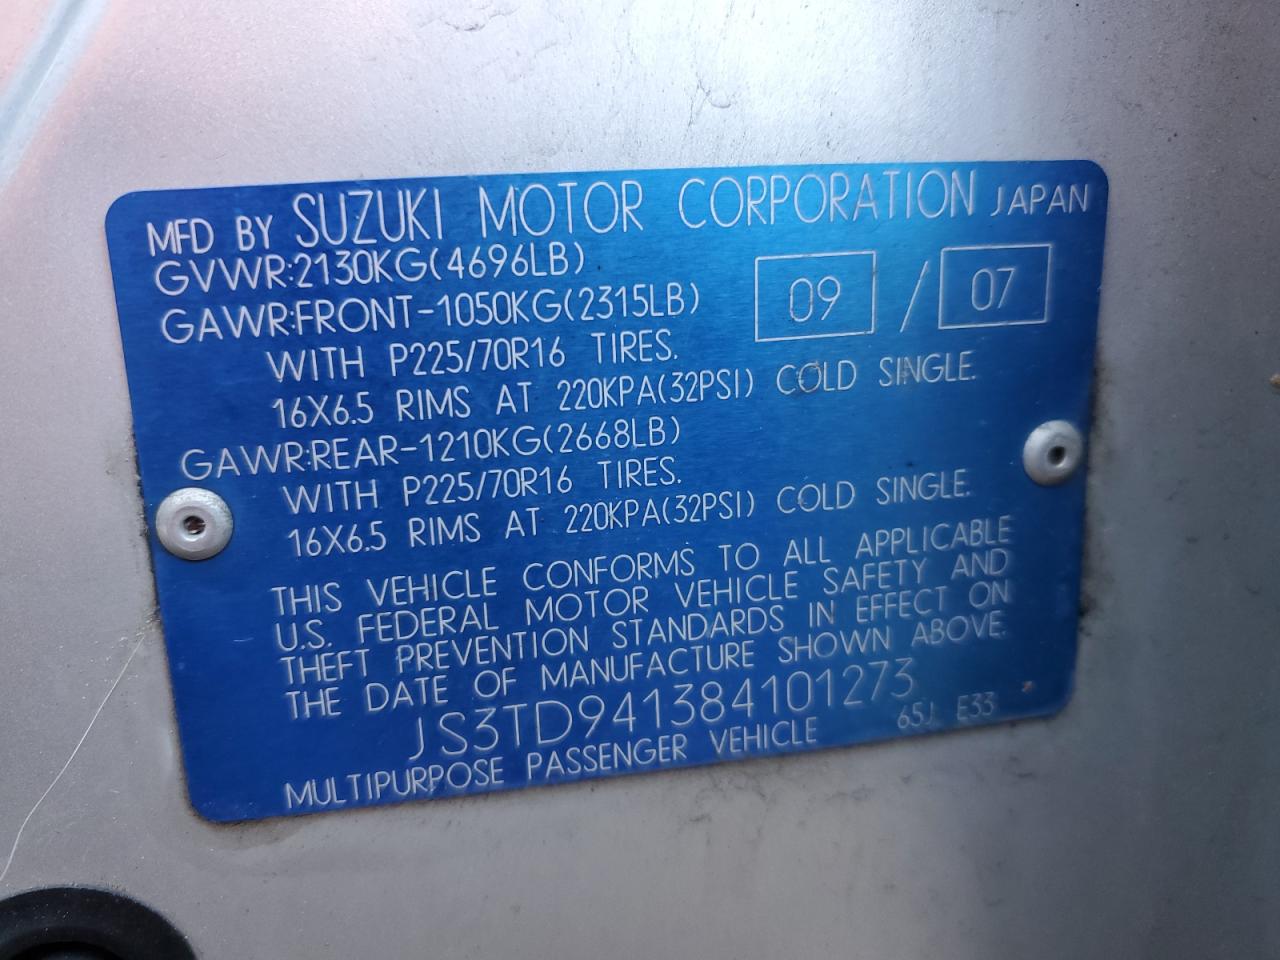 MFD BY SUZUKI MOTOR CORPORATION JAPAN
GVWR:2130KG(4696LB)
GAWR:FRONT-1050KG(2315LB) 09 / 07
WITH P225/70R16 TIRES.
16X6.5 RIMS AT 220KPA(32PSI) COLD SINGLE.
GAWR:REAR-1210KG(2668LB)
WITH P225/70R16 TIRES.
16X6.5 RIMS AT 220KPA(32PSI) COLD SINGLE.
THIS VEHICLE CONFORMS TO ALL APPLICABLE
U.S. FEDERAL MOTOR VEHICLE SAFETY AND
THEFT PREVENTION STANDARDS IN EFFECT ON
THE DATE OF MANUFACTURE SHOWN ABOVE.
JS3TD941384101273
MULTIPURPOSE PASSENGER VEHICLE 65J E33